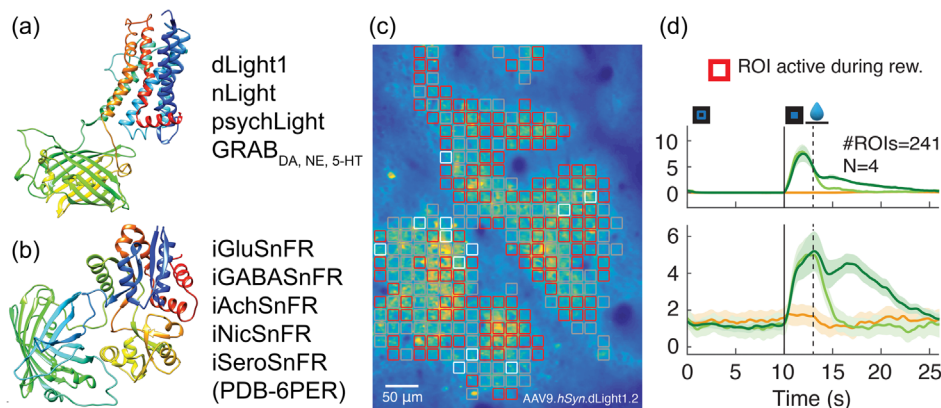 (a)
dLight1
nLight
psychLight
GRAB DA, NE, 5-HT
(b)
iGluSnFR
iGABASnFR
iAchSnFR
iNicSnFR
iSeroSnFR
(PDB-6PER)
(c)
50 µm
AAV9.hSyn.dLight1.2
(d)
ROI active during rew.
#ROIs=241
N=4
10
5
0
6
4
2
0
0 5 10 15 20 25
Time (s)